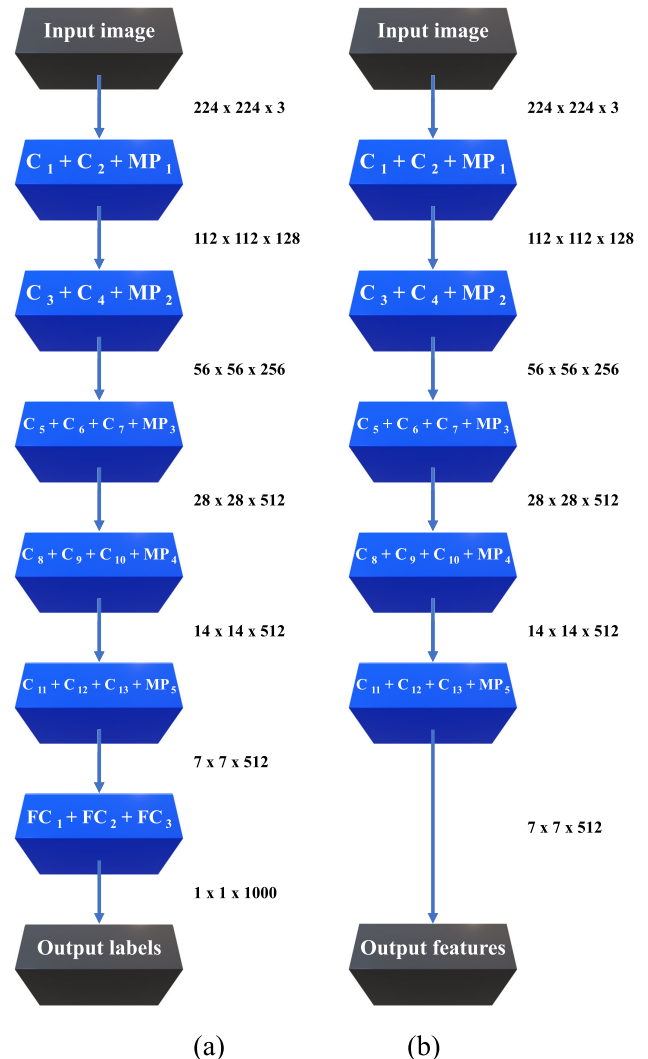 Input image
224 x 224 x 3
C 1 + C 2 + MP 1
112 x 112 x 128
C 3 + C 4 + MP 2
56 x 56 x 256
C 5 + C 6 + C 7 + MP 3
28 x 28 x 512
C 8 + C 9 + C 10 + MP 4
14 x 14 x 512
C 11 + C 12 + C 13 + MP 5
7 x 7 x 512
FC 1 + FC 2 + FC 3
1 x 1 x 1000
Output labels
(a)
Input image
224 x 224 x 3
C 1 + C 2 + MP 1
112 x 112 x 128
C 3 + C 4 + MP 2
56 x 56 x 256
C 5 + C 6 + C 7 + MP 3
28 x 28 x 512
C 8 + C 9 + C 10 + MP 4
14 x 14 x 512
C 11 + C 12 + C 13 + MP 5
7 x 7 x 512
Output features
(b)